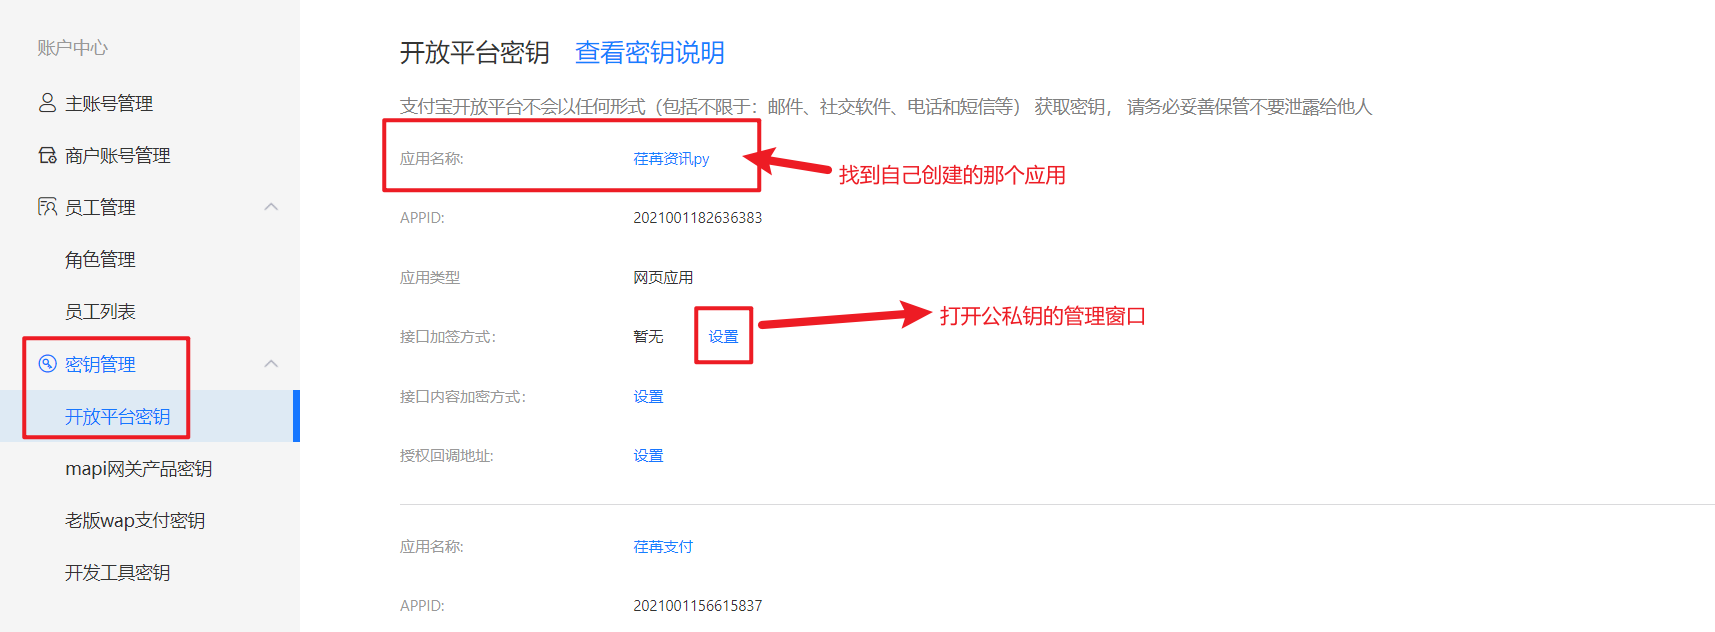 账户中心
主账号管理
商户账号管理
员工管理
角色管理
员工列表
密钥管理
开放平台密钥
mapi网关产品密钥
老版wap支付密钥
开发工具密钥
开放平台密钥 查看密钥说明
支付宝开放平台不会以任何形式（包括不限于：邮件、社交软件、电话和短信等） 获取密钥， 请务必妥善保管不要泄露给他人
应用名称: 荏苒资讯py
找到自己创建的那个应用
APPID: 2021001182636383
应用类型 网页应用
接口加签方式： 暂无 设置
打开公私钥的管理窗口
接口内容加密方式： 设置
授权回调地址: 设置
应用名称: 荏苒支付
APPID: 2021001156615837